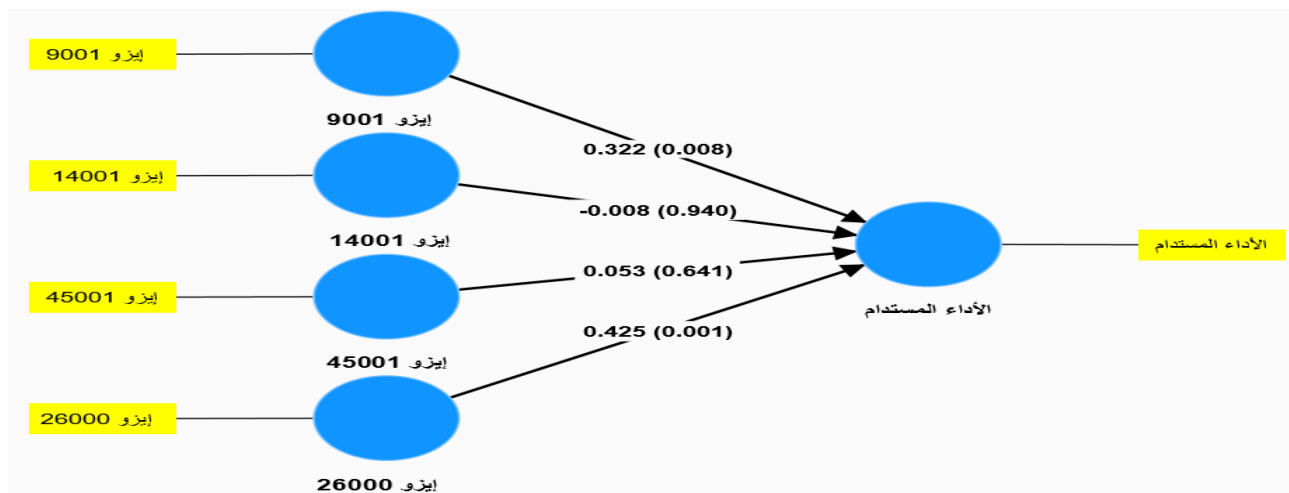 إيزو 9001
إيزو 9001
0.322 (0.008)
إيزو 14001
-0.008 (0.940)
إيزو 14001
الأداء المستدام
0.053 (0.641)
إيزو 45001
الأداء المستدام
0.425 (0.001)
إيزو 45001
إيزو 26000
إيزو 26000